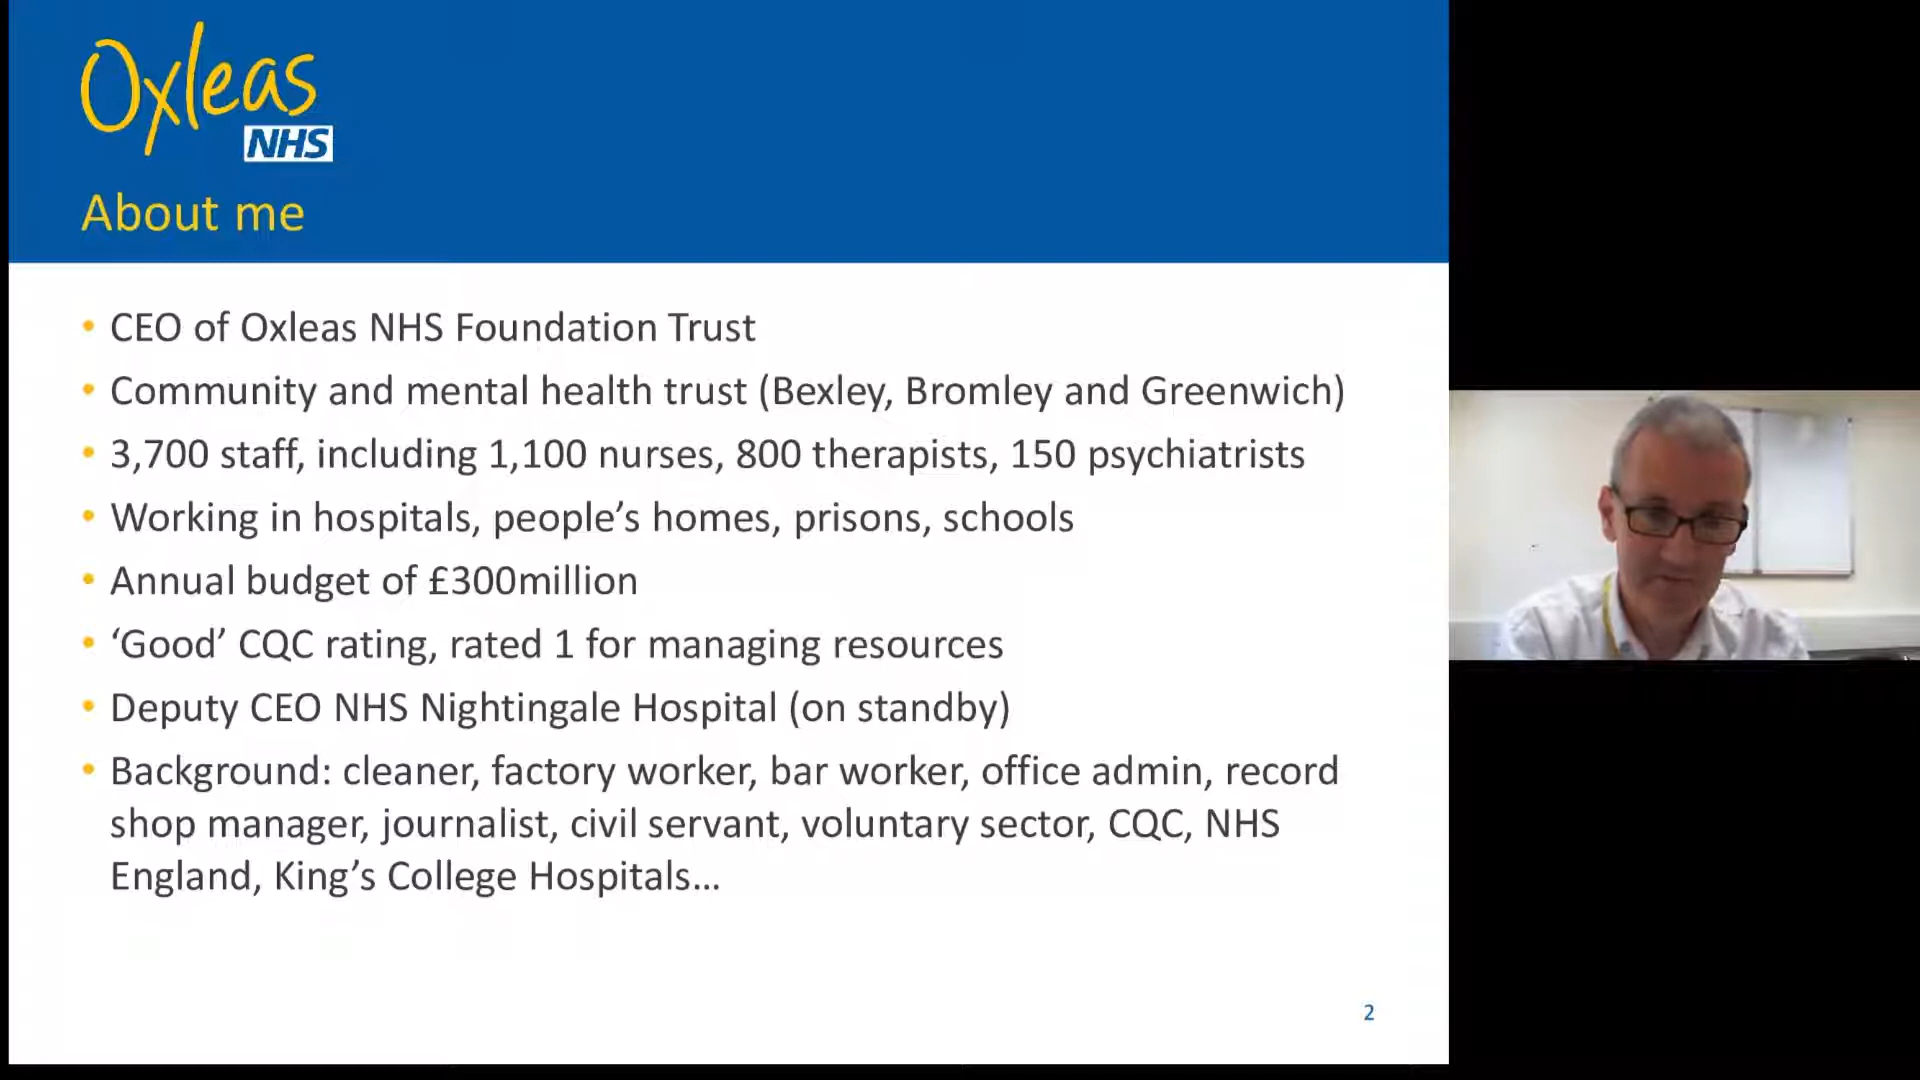 Oxleas
NHS
About me
• CEO of Oxleas NHS Foundation Trust
• Community and mental health trust (Bexley, Bromley and Greenwich)
• 3,700 staff, including 1,100 nurses, 800 therapists, 150 psychiatrists
• Working in hospitals, people’s homes, prisons, schools
• Annual budget of £300million
• ‘Good’ CQC rating, rated 1 for managing resources
• Deputy CEO NHS Nightingale Hospital (on standby)
• Background: cleaner, factory worker, bar worker, office admin, record
shop manager, journalist, civil servant, voluntary sector, CQC, NHS
England, King’s College Hospitals…
2